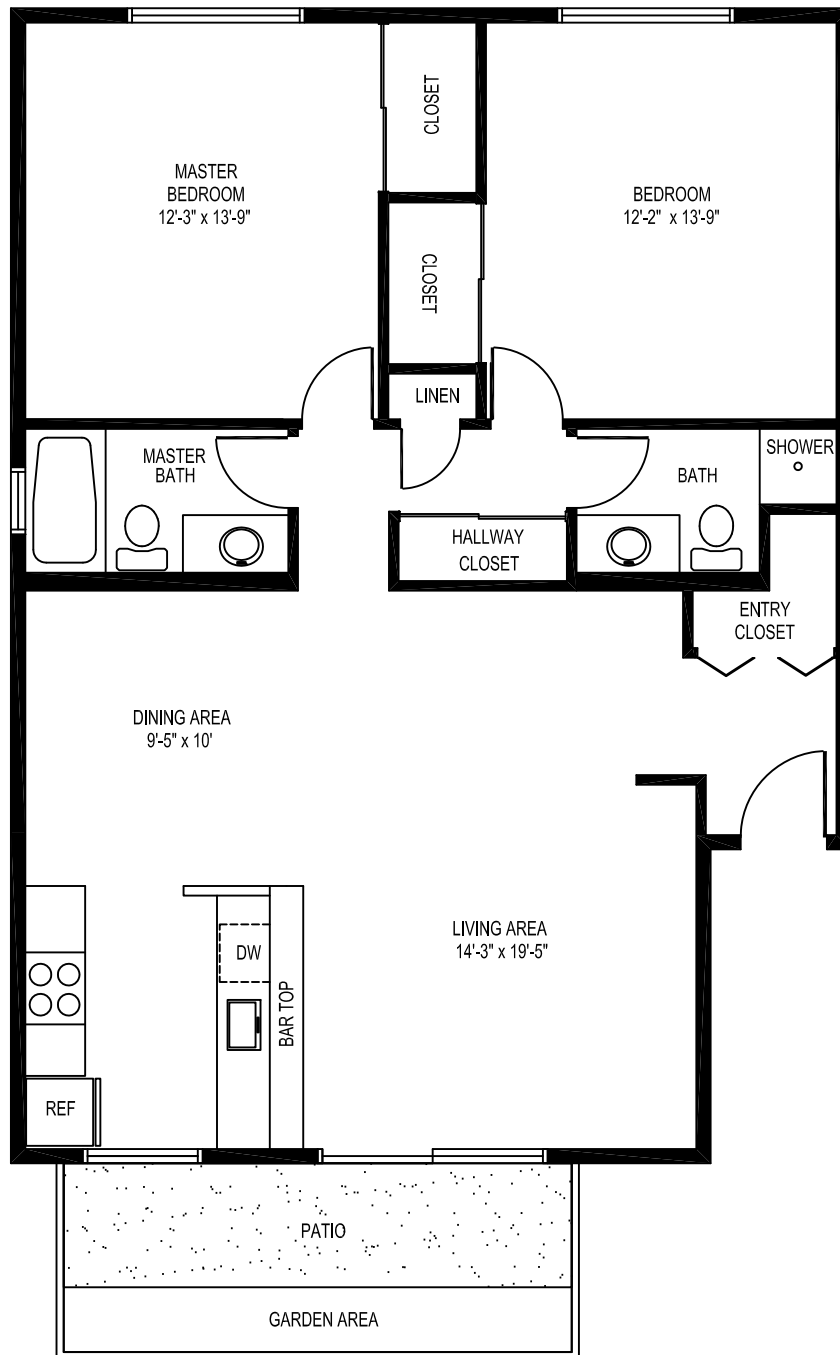 CLOSET
MASTER
BEDROOM
12'-3" x 13'-9"
BEDROOM
12'-2" x 13'-9"
CLOSET
LINEN
MASTER
BATH
BATH
SHOWER
HALLWAY
CLOSET
ENTRY
CLOSET
DINING AREA
9'-5" x 10'
LIVING AREA
14'-3" x 19'-5"
DW
BAR TOP
REF
PATIO
GARDEN AREA